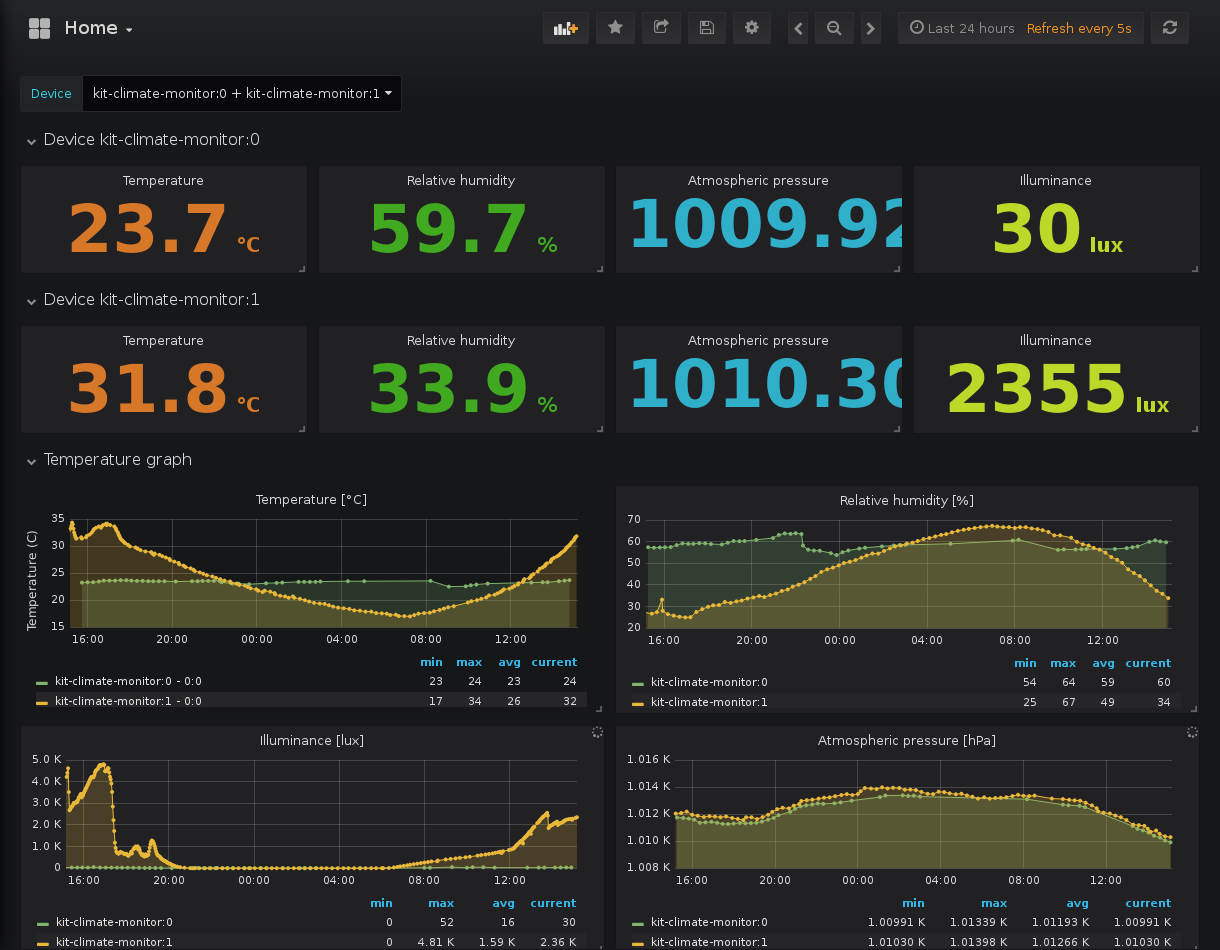 Home
Last 24 hours Refresh every 5s
Device kit-climate-monitor:0 + kit-climate-monitor:1
Device kit-climate-monitor:0
Temperature Relative humidity Atmospheric pressure Illuminance
23.7 °C 59.7 % 1009.92 30 lux
Device kit-climate-monitor:1
Temperature Relative humidity Atmospheric pressure Illuminance
31.8 °C 33.9 % 1010.30 2355 lux
Temperature graph
Temperature [°C]
Temperature (C)
35
30
25
20
15
16:00 20:00 00:00 04:00 08:00 12:00
min max avg current
kit-climate-monitor:0 - 0:0 23 24 23 24
kit-climate-monitor:1 - 0:0 17 34 26 32
Relative humidity [%]
70
60
50
40
30
20
16:00 20:00 00:00 04:00 08:00 12:00
min max avg current
kit-climate-monitor:0 54 64 59 60
kit-climate-monitor:1 25 67 49 34
Illuminance [lux]
5.0 K
4.0 K
3.0 K
2.0 K
1.0 K
0
16:00 20:00 00:00 04:00 08:00 12:00
min max avg current
kit-climate-monitor:0 0 52 16 30
kit-climate-monitor:1 0 4.81 K 1.59 K 2.36 K
Atmospheric pressure [hPa]
1.016 K
1.014 K
1.012 K
1.010 K
1.008 K
16:00 20:00 00:00 04:00 08:00 12:00
min max avg current
kit-climate-monitor:0 1.00991 K 1.01339 K 1.01193 K 1.00991 K
kit-climate-monitor:1 1.01030 K 1.01398 K 1.01266 K 1.01030 K